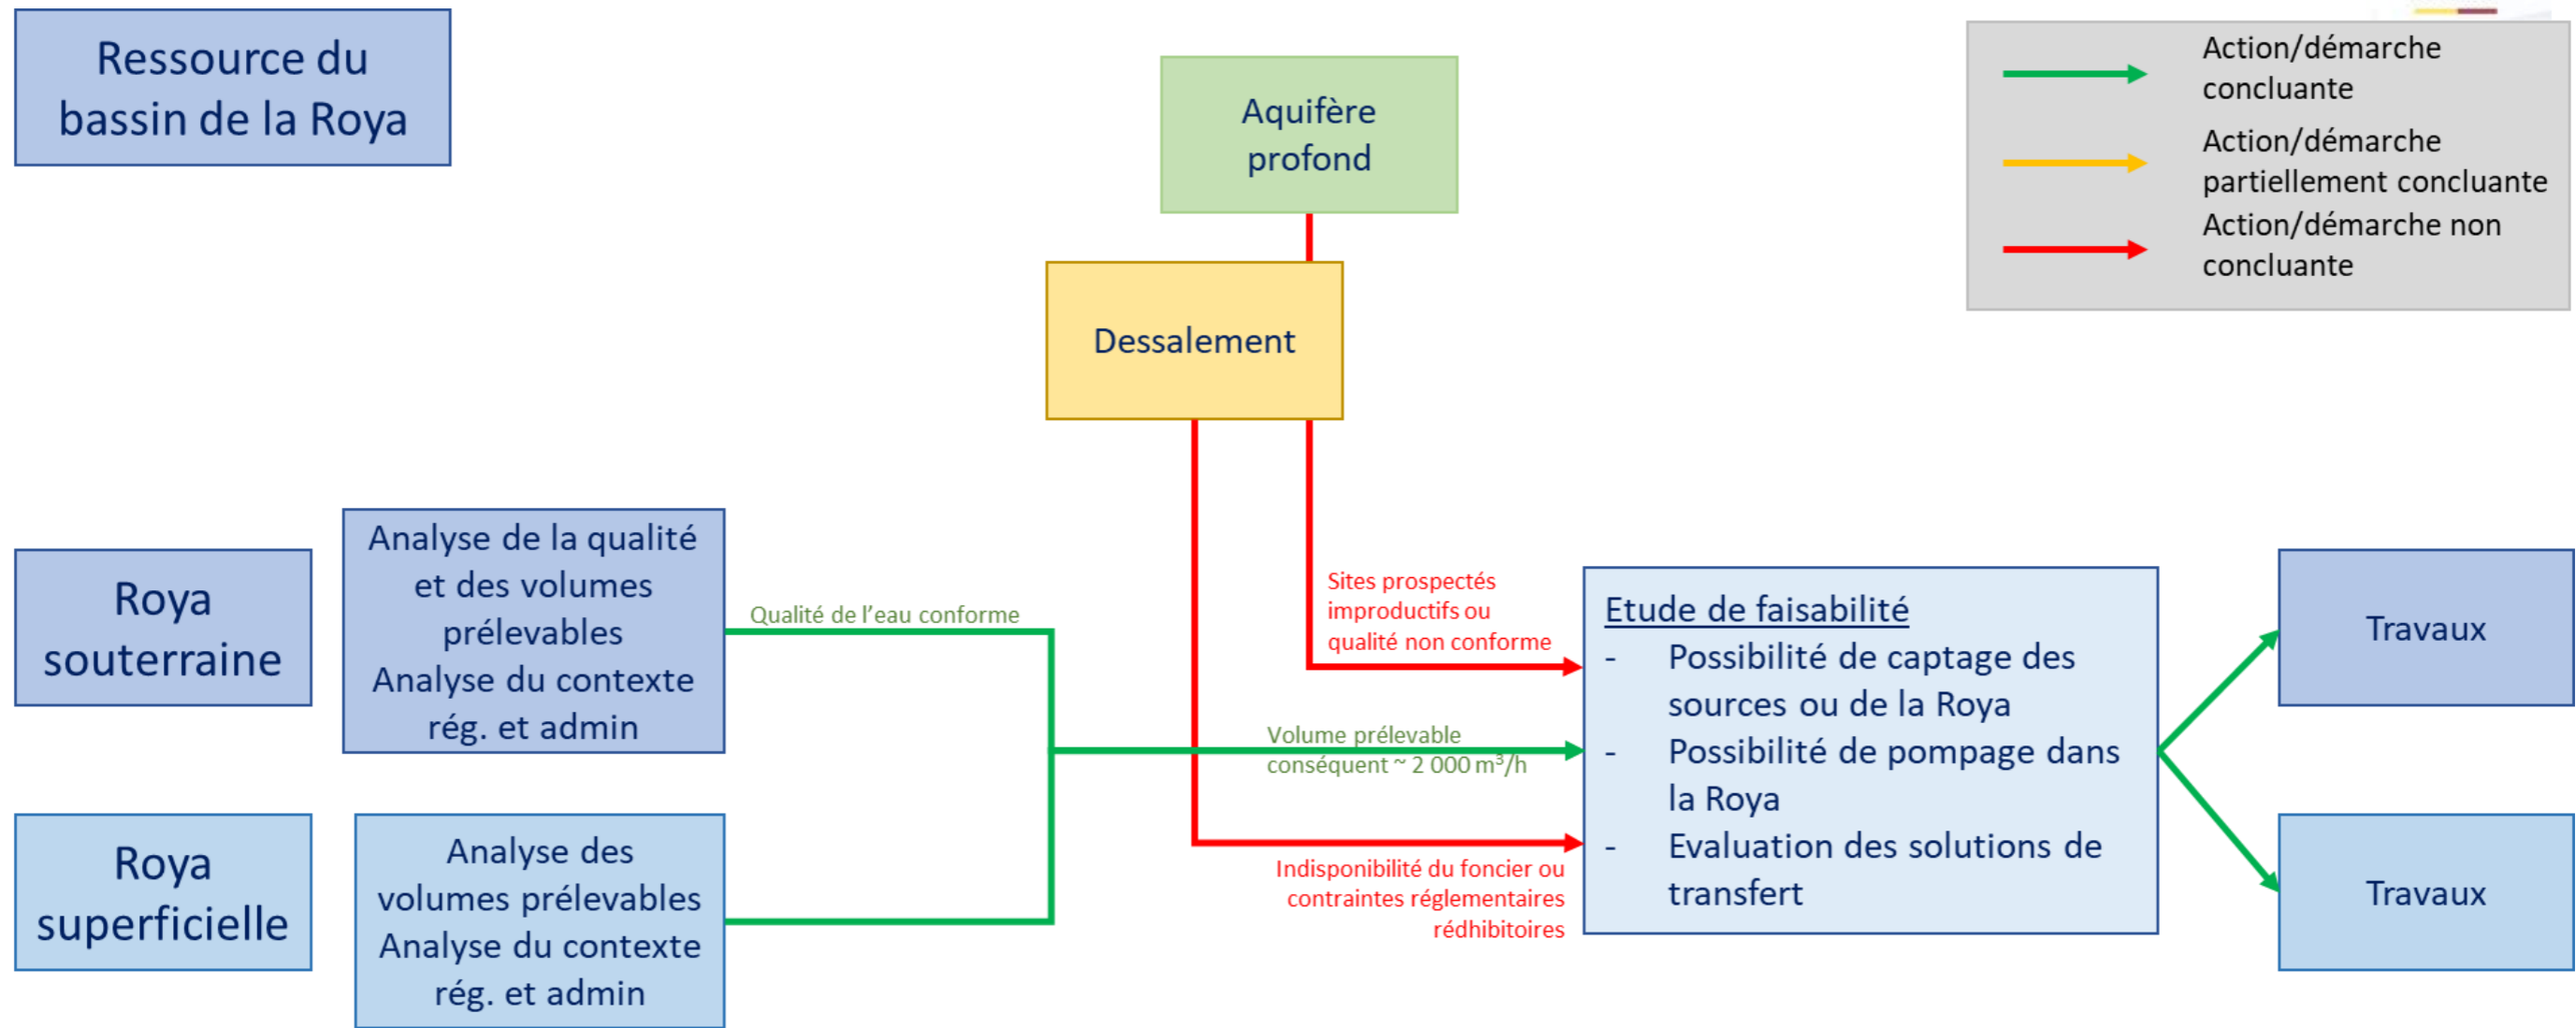 Ressource du
bassin de la Roya
Aquifère
profond
Action/démarche
concluante
Action/démarche
partiellement concluante
Action/démarche non
concluante
Dessalement
Roya
souterraine
Analyse de la qualité
et des volumes
prélevables
Analyse du contexte
rég. et admin
Qualité de l'eau conforme
Sites prospectés
improductifs ou
qualité non conforme
Volume prélevable
conséquent ~ 2 000 m³/h
Indisponibilité du foncier ou
contraintes réglementaires
rédhibitoires
Etude de faisabilité
- Possibilité de captage des
sources ou de la Roya
- Possibilité de pompage dans
la Roya
- Evaluation des solutions de
transfert
Travaux
Roya
superficielle
Analyse des
volumes prélevables
Analyse du contexte
rég. et admin
Travaux